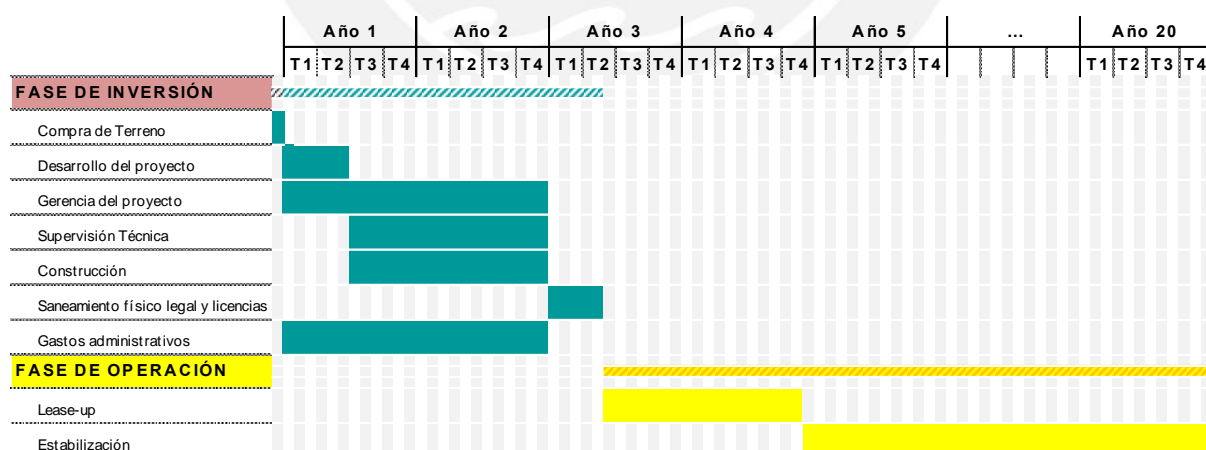 Año 1 Año 2 Año 3 Año 4 Año 5 ... Año 20
T1 T2 T3 T4 T1 T2 T3 T4 T1 T2 T3 T4 T1 T2 T3 T4 T1 T2 T3 T4 T1 T2 T3 T4
FASE DE INVERSIÓN
Compra de Terreno
Desarrollo del proyecto
Gerencia del proyecto
Supervisión Técnica
Construcción
Saneamiento físico legal y licencias
Gastos administrativos
FASE DE OPERACIÓN
Lease-up
Estabilización